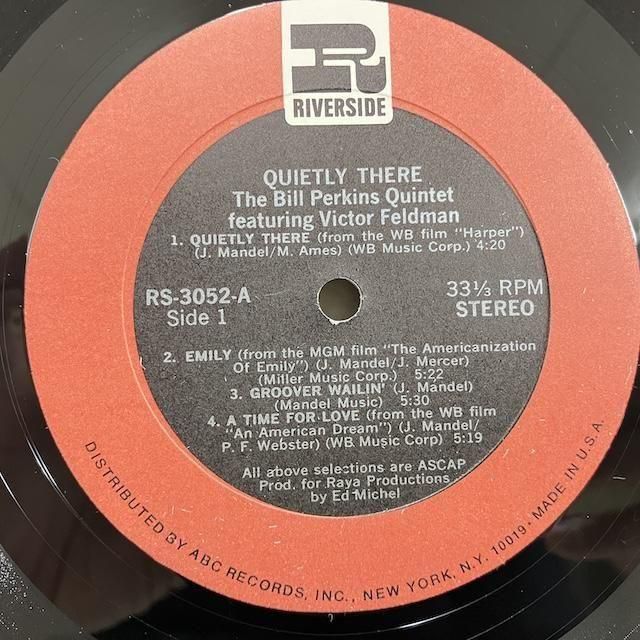 R
RIVERSIDE
QUIETLY THERE
The Bill Perkins Quintet
featuring Victor Feldman
1. QUIETLY THERE (from the WB film "Harper")
(J. Mandel/M. Ames) (WB Music Corp.) 4:20
RS-3052-A
Side 1
33⅓ RPM
STEREO
2. EMILY (from the MGM film "The Americanization
Of Emily") (J. Mandel/J. Mercer)
(Miller Music Corp.) 5:22
3. GROOVER WAILIN' (J. Mandel)
(Mandel Music) 5:30
4. A TIME FOR LOVE (from the WB film
"An American Dream") (J. Mandel/
P. F. Webster) (WB Music Corp) 5:19
All above selections are ASCAP
Prod. for Raya Productions
by Ed Michel
DISTRIBUTED BY ABC RECORDS, INC., NEW YORK, N.Y. 10019 • MADE IN U.S.A.